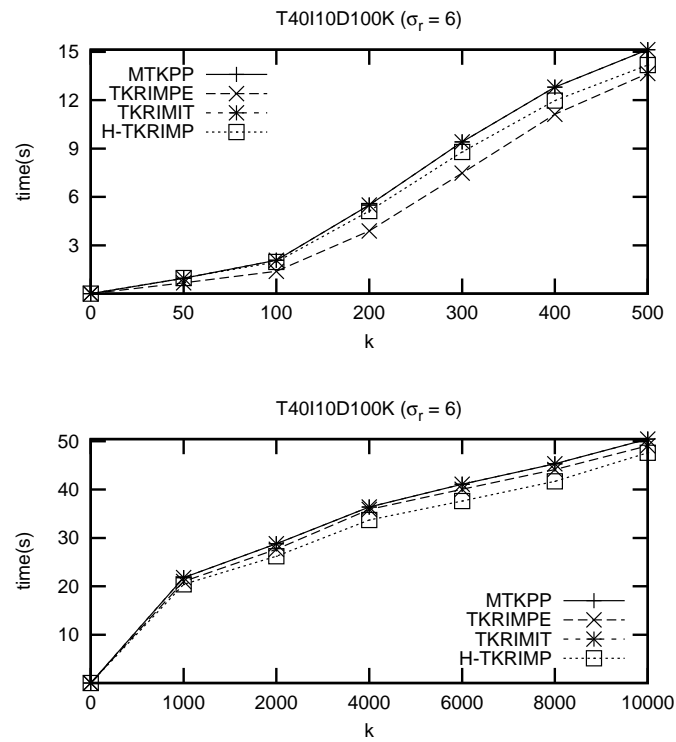 T40I10D100K (σr = 6)
15
12
9
6
3
time(s)
MTKPP
TKRIMPE
TKRIMIT
H-TKRIMP
0 50 100 200 300 400 500
k
T40I10D100K (σr = 6)
50
40
30
20
10
time(s)
MTKPP
TKRIMPE
TKRIMIT
H-TKRIMP
0 1000 2000 4000 6000 8000 10000
k